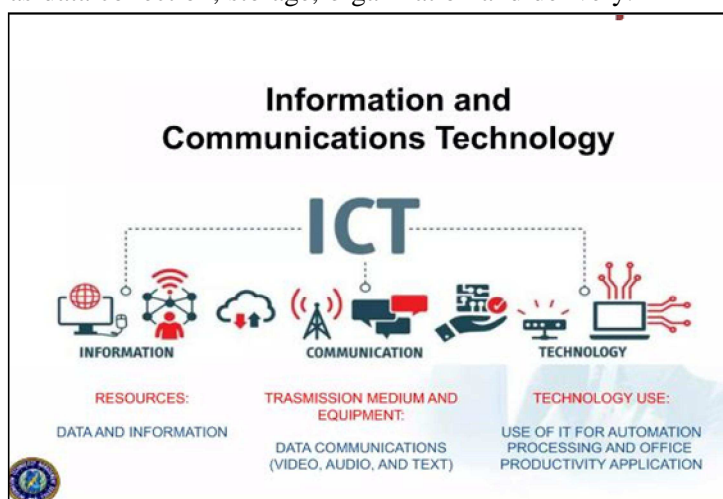 Information and
Communications Technology
ICT
INFORMATION
COMMUNICATION
TECHNOLOGY
RESOURCES:
DATA AND INFORMATION
TRASMISSION MEDIUM AND
EQUIPMENT:
DATA COMMUNICATIONS
(VIDEO, AUDIO, AND TEXT)
TECHNOLOGY USE:
USE OF IT FOR AUTOMATION
PROCESSING AND OFFICE
PRODUCTIVITY APPLICATION